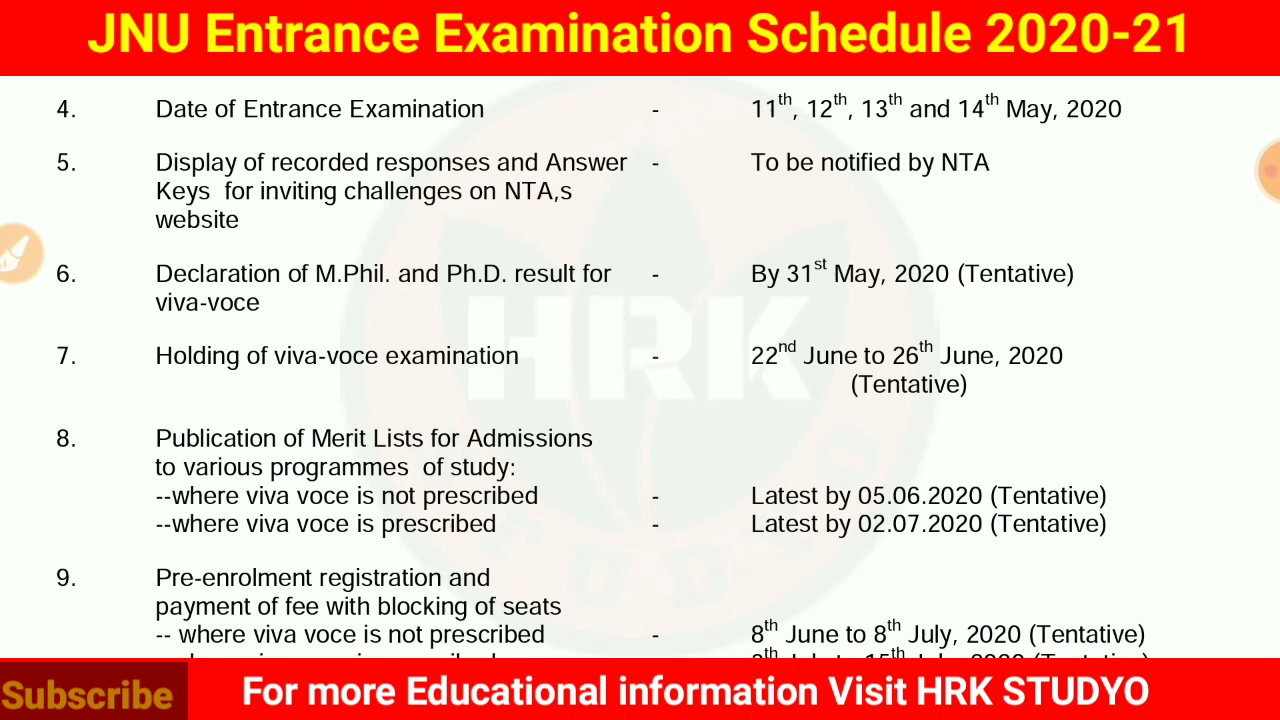 JNU Entrance Examination Schedule 2020-21
4. Date of Entrance Examination - 11th, 12th, 13th and 14th May, 2020
5. Display of recorded responses and Answer - To be notified by NTA
Keys for inviting challenges on NTA,s
website
6. Declaration of M.Phil. and Ph.D. result for - By 31st May, 2020 (Tentative)
viva-voce
7. Holding of viva-voce examination - 22nd June to 26th June, 2020
(Tentative)
8. Publication of Merit Lists for Admissions
to various programmes of study:
--where viva voce is not prescribed - Latest by 05.06.2020 (Tentative)
--where viva voce is prescribed - Latest by 02.07.2020 (Tentative)
9. Pre-enrolment registration and
payment of fee with blocking of seats
-- where viva voce is not prescribed - 8th June to 8th July, 2020 (Tentative)
HRK
STUDYO
Subscribe
For more Educational information Visit HRK STUDYO